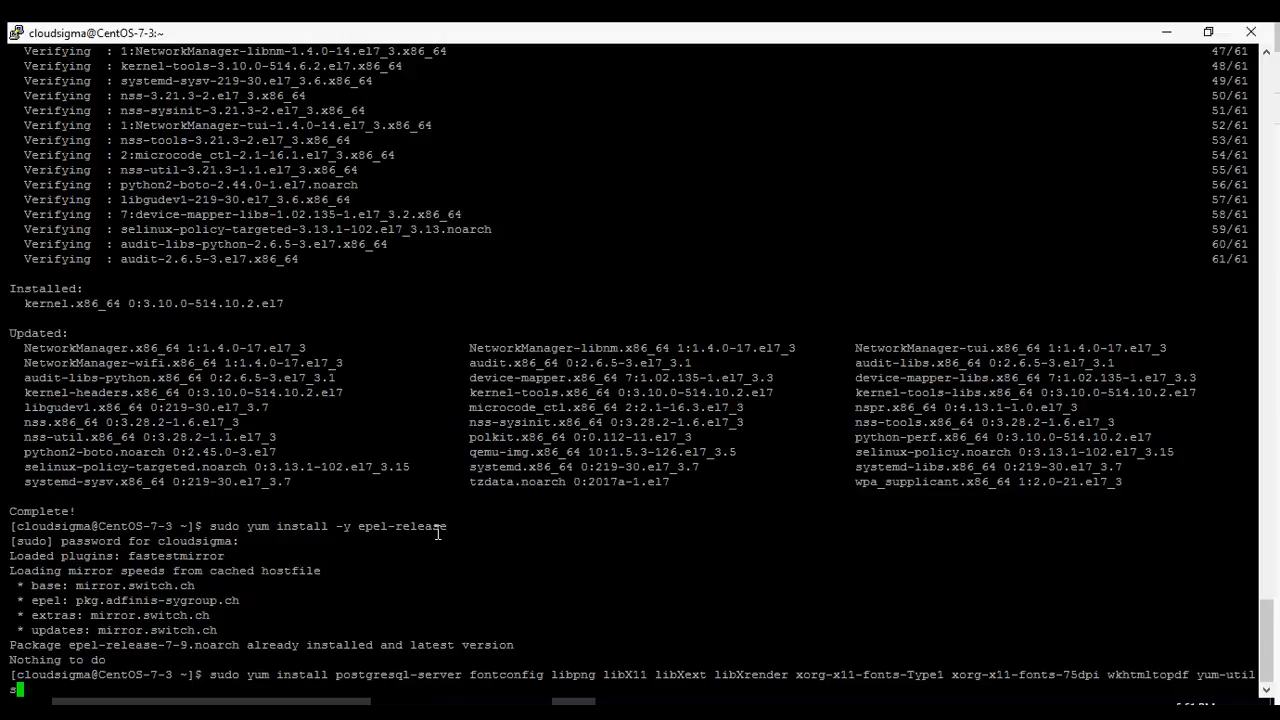 cloudsigma@CentOS-7-3:~
Verifying : 1:NetworkManager-libnm-1.4.0-14.el7_3.x86_64 47/61
Verifying : kernel-tools-3.10.0-514.6.2.el7.x86_64 48/61
Verifying : systemd-sysv-219-30.el7_3.6.x86_64 49/61
Verifying : nss-3.21.3-2.el7_3.x86_64 50/61
Verifying : nss-sysinit-3.21.3-2.el7_3.x86_64 51/61
Verifying : 1:NetworkManager-tui-1.4.0-14.el7_3.x86_64 52/61
Verifying : nss-tools-3.21.3-2.el7_3.x86_64 53/61
Verifying : 2:microcode_ctl-2.1-16.1.el7_3.x86_64 54/61
Verifying : nss-util-3.21.3-1.1.el7_3.x86_64 55/61
Verifying : python2-boto-2.44.0-1.el7.noarch 56/61
Verifying : libgudev1-219-30.el7_3.6.x86_64 57/61
Verifying : 7:device-mapper-libs-1.02.135-1.el7_3.2.x86_64 58/61
Verifying : selinux-policy-targeted-3.13.1-102.el7_3.13.noarch 59/61
Verifying : audit-libs-python-2.6.5-3.el7.x86_64 60/61
Verifying : audit-2.6.5-3.el7.x86_64 61/61
Installed:
kernel.x86_64 0:3.10.0-514.10.2.el7
Updated:
NetworkManager.x86_64 1:1.4.0-17.el7_3 NetworkManager-libnm.x86_64 1:1.4.0-17.el7_3 NetworkManager-tui.x86_64 1:1.4.0-17.el7_3
NetworkManager-wifi.x86_64 1:1.4.0-17.el7_3 audit.x86_64 0:2.6.5-3.el7_3.1 audit-libs.x86_64 0:2.6.5-3.el7_3.1
audit-libs-python.x86_64 0:2.6.5-3.el7_3.1 device-mapper.x86_64 7:1.02.135-1.el7_3.3 device-mapper-libs.x86_64 7:1.02.135-1.el7_3.3
kernel-headers.x86_64 0:3.10.0-514.10.2.el7 kernel-tools.x86_64 0:3.10.0-514.10.2.el7 kernel-tools-libs.x86_64 0:3.10.0-514.10.2.el7
libgudev1.x86_64 0:219-30.el7_3.7 microcode_ctl.x86_64 2:2.1-16.3.el7_3 nspr.x86_64 0:4.13.1-1.0.el7_3
nss.x86_64 0:3.28.2-1.6.el7_3 nss-sysinit.x86_64 0:3.28.2-1.6.el7_3 nss-tools.x86_64 0:3.28.2-1.6.el7_3
nss-util.x86_64 0:3.28.2-1.1.el7_3 polkit.x86_64 0:0.112-11.el7_3 python-perf.x86_64 0:3.10.0-514.10.2.el7
python2-boto.noarch 0:2.45.0-3.el7 qemu-img.x86_64 10:1.5.3-126.el7_3.5 selinux-policy.noarch 0:3.13.1-102.el7_3.15
selinux-policy-targeted.noarch 0:3.13.1-102.el7_3.15 systemd.x86_64 0:219-30.el7_3.7 systemd-libs.x86_64 0:219-30.el7_3.7
systemd-sysv.x86_64 0:219-30.el7_3.7 tzdata.noarch 0:2017a-1.el7 wpa_supplicant.x86_64 1:2.0-21.el7_3
Complete!
[cloudsigma@CentOS-7-3 ~]$ sudo yum install -y epel-release
[sudo] password for cloudsigma:
Loaded plugins: fastestmirror
Loading mirror speeds from cached hostfile
* base: mirror.switch.ch
* epel: pkg.adfinis-sygroup.ch
* extras: mirror.switch.ch
* updates: mirror.switch.ch
Package epel-release-7-9.noarch already installed and latest version
Nothing to do
[cloudsigma@CentOS-7-3 ~]$ sudo yum install postgresql-server fontconfig libpng libX11 libXext libXrender xorg-x11-fonts-Type1 xorg-x11-fonts-75dpi wkhtmltopdf yum-util
s